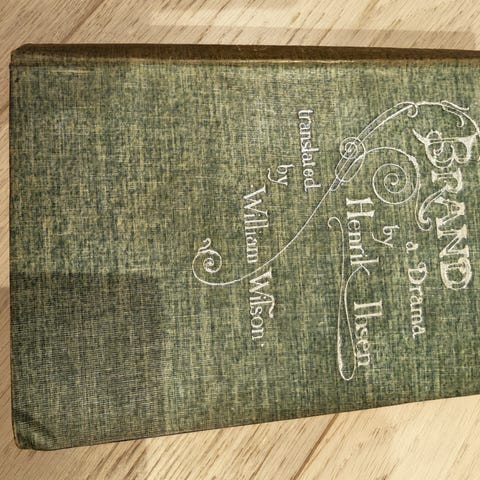 BRAND
a Drama
by
Henrik Ibsen
translated
by
William Wilson